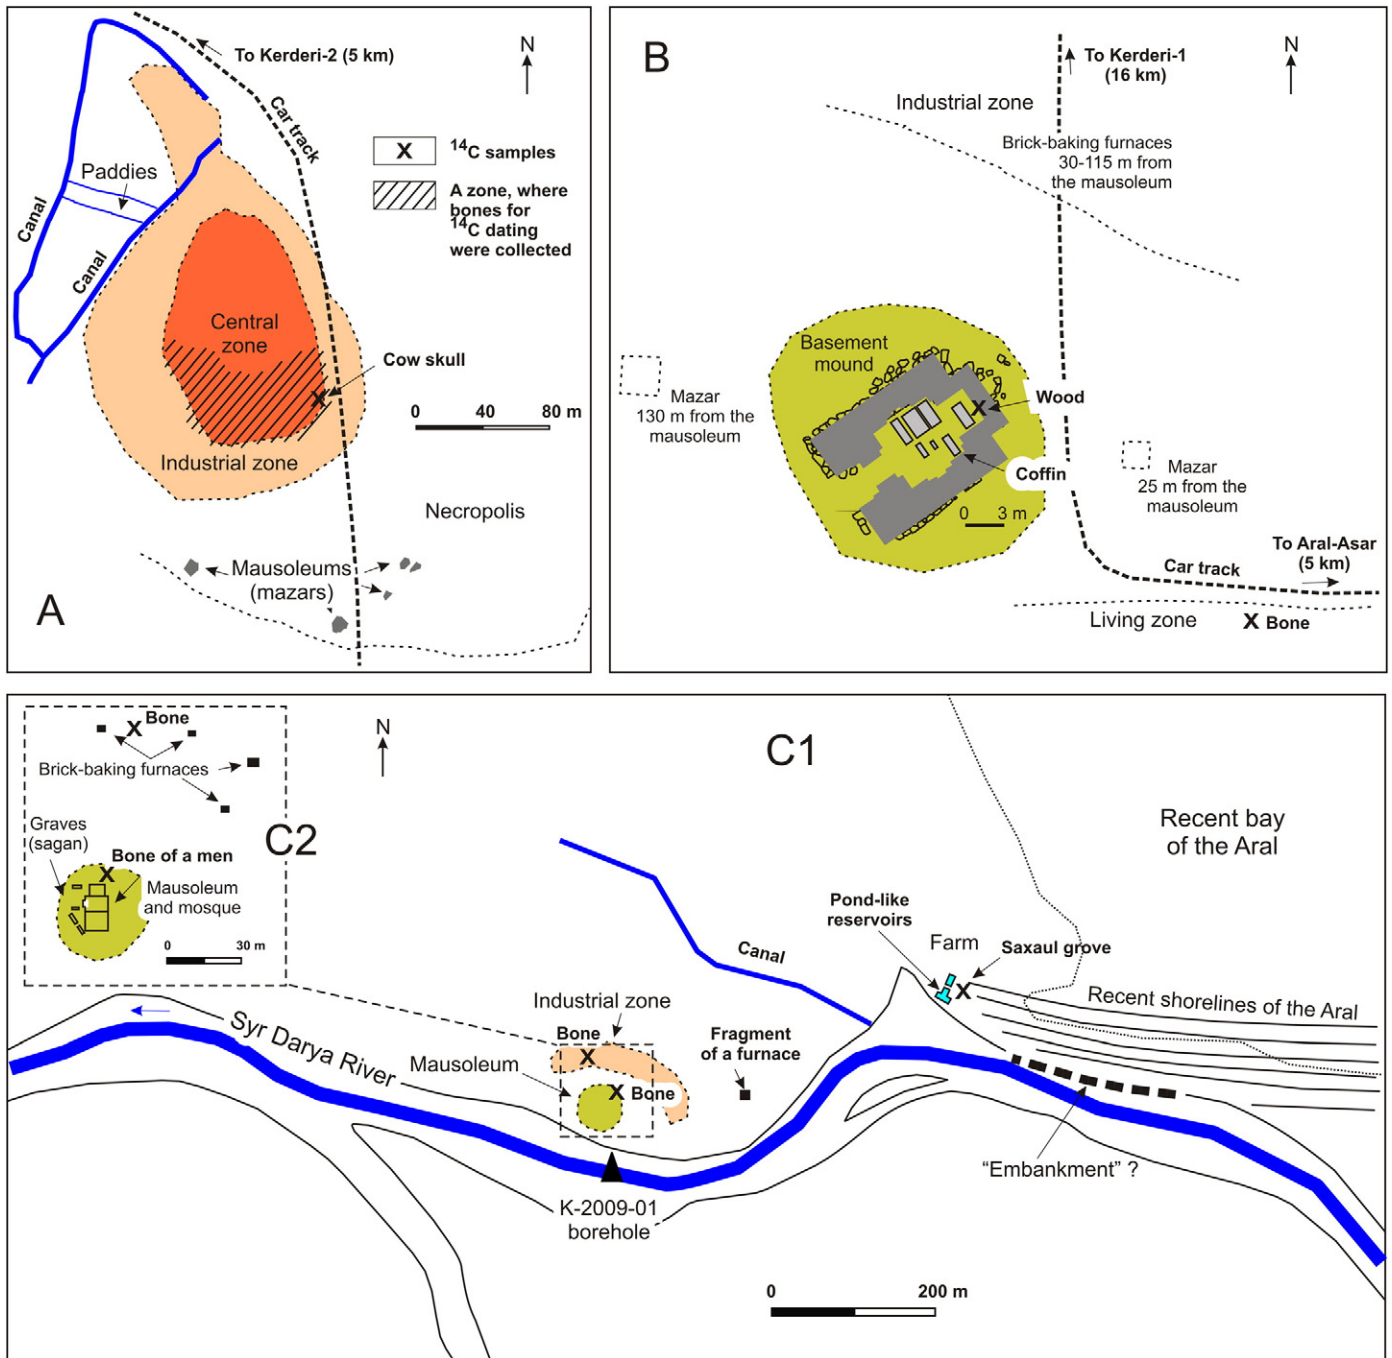 To Kerderi-2 (5 km)
N
Car track
X
14C samples
A zone, where
bones for
14C dating
were collected
Paddies
Canal
Canal
Central
zone
X
Cow skull
0 40 80 m
Industrial zone
Necropolis
Mausoleums
(mazars)
A
B
To Kerderi-1
(16 km)
N
Industrial zone
Brick-baking furnaces
30-115 m from
the mausoleum
Basement
mound
Mazar
130 m from the
mausoleum
X
Wood
Coffin
0 3 m
Mazar
25 m from the
mausoleum
To Aral-Asar
(5 km)
Car track
Living zone
X Bone
X Bone
Brick-baking furnaces
Graves
(sagan)
C2
Bone of a men
X
Mausoleum
and mosque
0 30 m
N
C1
Recent bay
of the Aral
Pond-like
reservoirs
Farm
Saxaul grove
X
Canal
Recent shorelines of the Aral
Industrial zone
Syr Darya River
Bone
X
Mausoleum
X Bone
Fragment
of a furnace
"Embankment" ?
K-2009-01
borehole
0 200 m